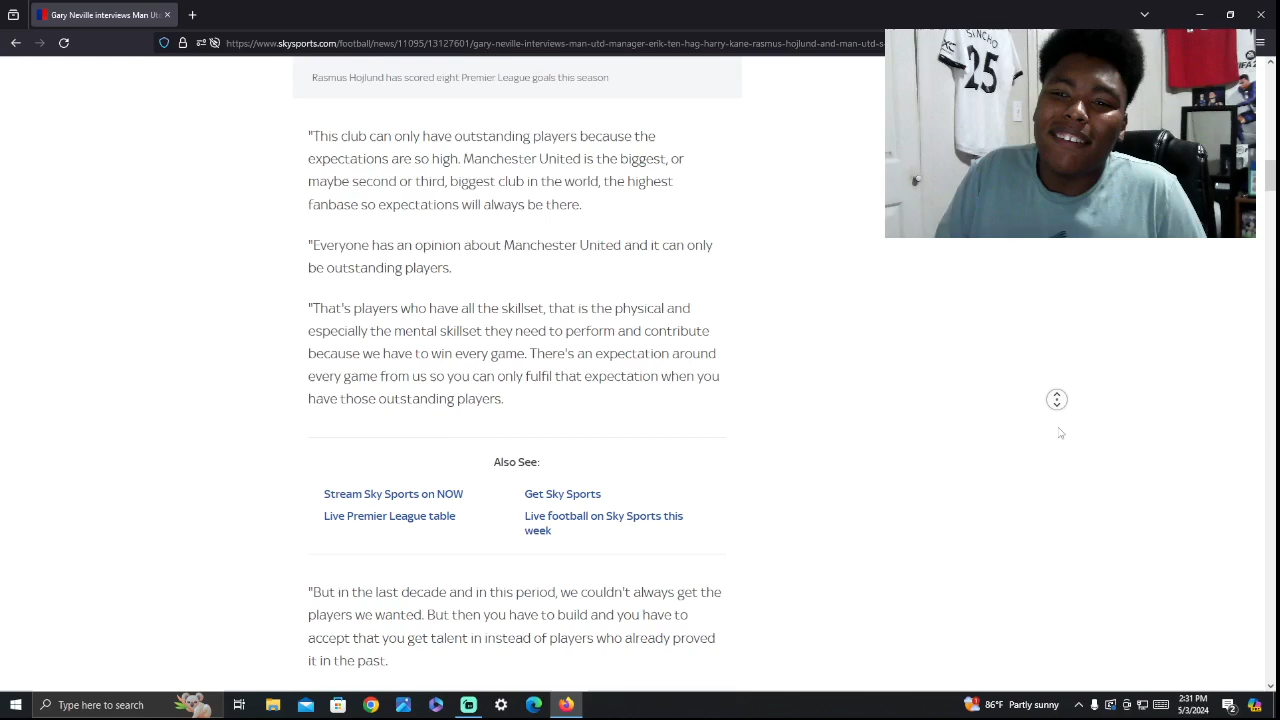 Gary Neville interviews Man Utd
https://www.skysports.com/football/news/11095/13127601/gary-neville-interviews-man-utd-manager-erik-ten-hag-harry-kane-rasmus-hojlund-and-man-utd-s
SANCHO
25
Rasmus Hojlund has scored eight Premier League goals this season
"This club can only have outstanding players because the
expectations are so high. Manchester United is the biggest, or
maybe second or third, biggest club in the world, the highest
fanbase so expectations will always be there.
"Everyone has an opinion about Manchester United and it can only
be outstanding players.
"That's players who have all the skillset, that is the physical and
especially the mental skillset they need to perform and contribute
because we have to win every game. There's an expectation around
every game from us so you can only fulfil that expectation when you
have those outstanding players.
Also See:
Stream Sky Sports on NOW
Get Sky Sports
Live Premier League table
Live football on Sky Sports this
week
"But in the last decade and in this period, we couldn't always get the
players we wanted. But then you have to build and you have to
accept that you get talent in instead of players who already proved
it in the past.
Type here to search
86°F Partly sunny
2:31 PM
5/3/2024
2